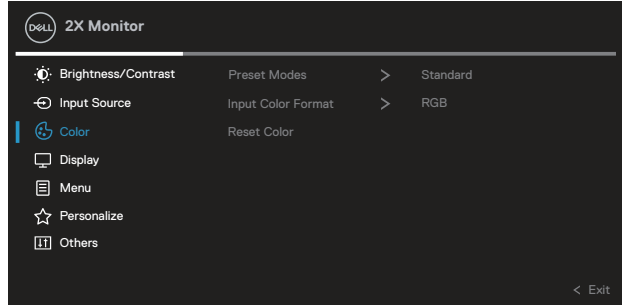 DELL 2X Monitor
Brightness/Contrast Preset Modes > Standard
Input Source Input Color Format > RGB
Color Reset Color
Display
Menu
Personalize
Others
< Exit